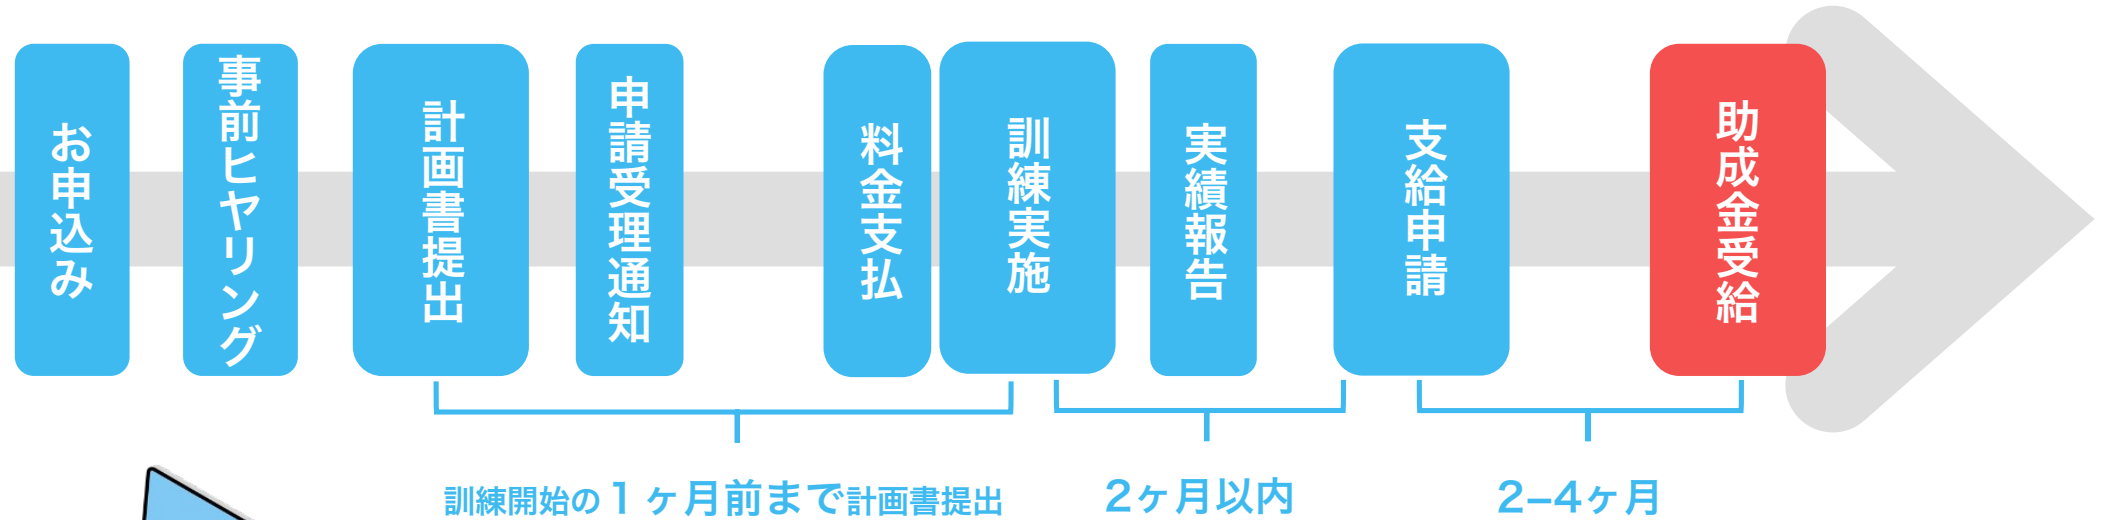 お申込み
事前ヒヤリング
計画書提出
申請受理通知
料金支払
訓練実施
実績報告
支給申請
助成金受給
訓練開始の1ヶ月前まで計画書提出
2ヶ月以内
2–4ヶ月